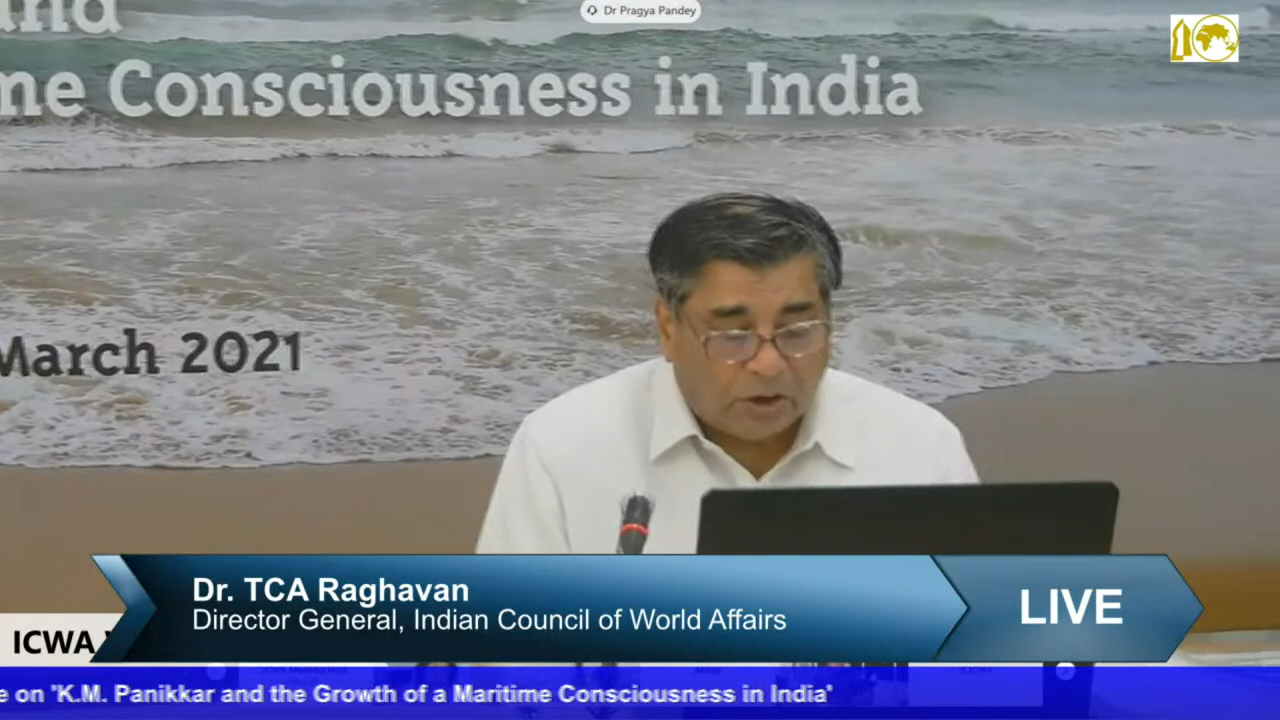 Dr Pragya Pandey
and
me Consciousness in India
March 2021
Dr. TCA Raghavan
Director General, Indian Council of World Affairs
LIVE
ICWA
e on 'K.M. Panikkar and the Growth of a Maritime Consciousness in India'